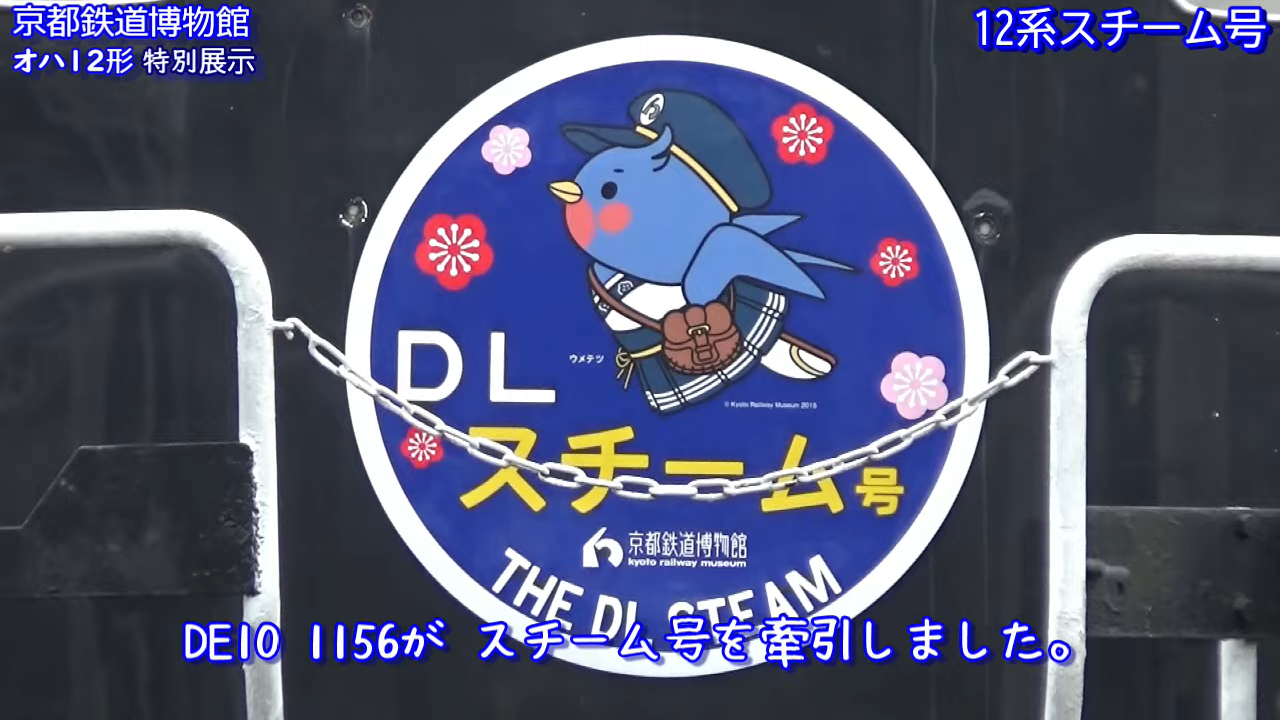 京都鉄道博物館
オハ12形 特別展示
12系スチーム号
DL
ウメテツ
© Kyoto Railway Museum 2015
スチーム号
京都鉄道博物館
kyoto railway museum
THE DL STEAM
DE10 1156が スチーム号を牽引しました。